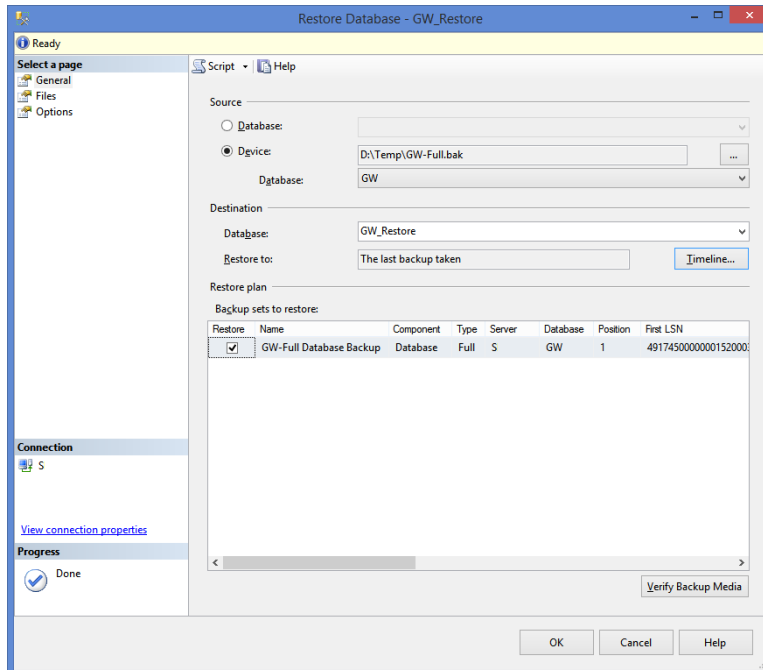 Restore Database - GW_Restore
Ready
Select a page
General
Files
Options
Script
Help
Source
Database:
Device:
D:\Temp\GW-Full.bak
...
Database:
GW
Destination
Database:
GW_Restore
Restore to:
The last backup taken
Timeline...
Restore plan
Backup sets to restore:
Restore Name Component Type Server Database Position First LSN
GW-Full Database Backup Database Full S GW 1 4917450000000152000
Connection
S
View connection properties
Progress
Done
Verify Backup Media
OK Cancel Help